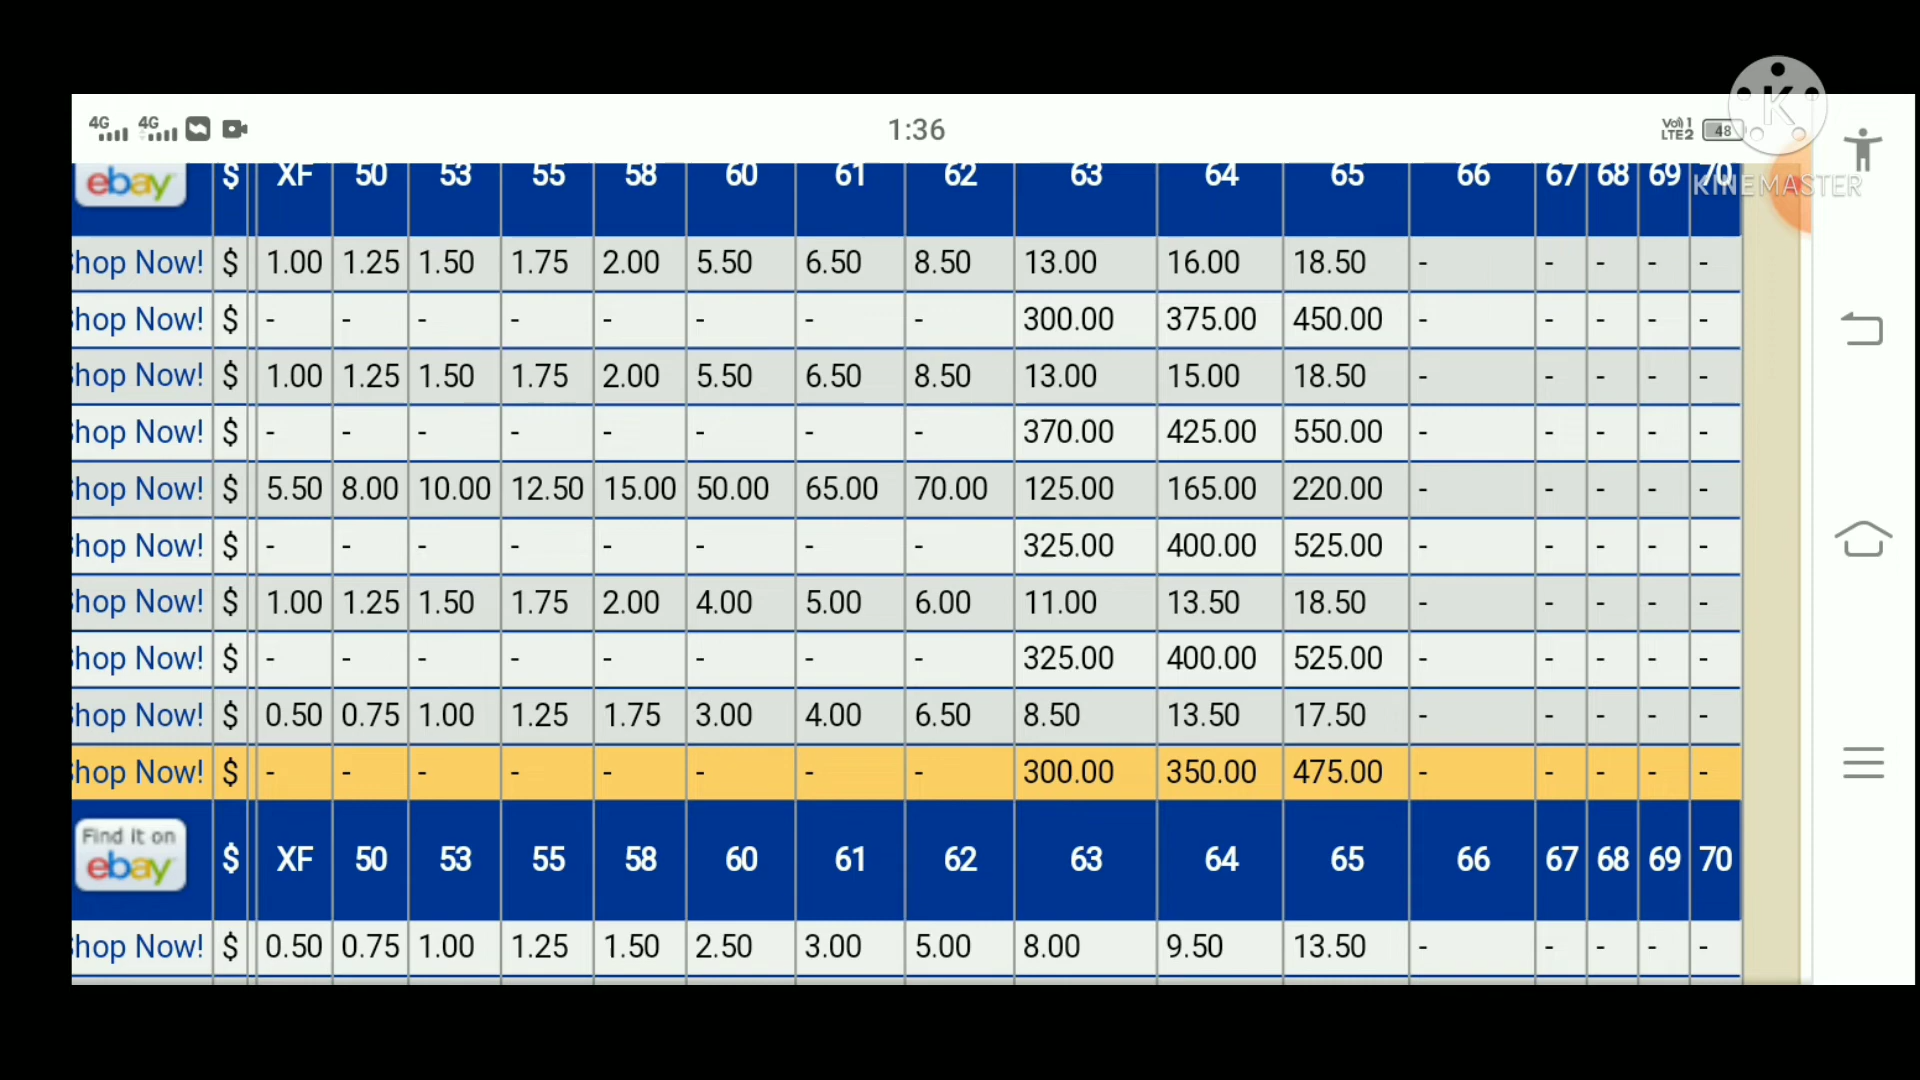 4G 4G 1:36 Vol) 1 LTE2 48
K
KINEMASTER
ebay $ XF 50 53 55 58 60 61 62 63 64 65 66 67 68 69 70
hop Now! $ 1.00 1.25 1.50 1.75 2.00 5.50 6.50 8.50 13.00 16.00 18.50 - - - - -
hop Now! $ - - - - - - - - 300.00 375.00 450.00 - - - - -
hop Now! $ 1.00 1.25 1.50 1.75 2.00 5.50 6.50 8.50 13.00 15.00 18.50 - - - - -
hop Now! $ - - - - - - - - 370.00 425.00 550.00 - - - - -
hop Now! $ 5.50 8.00 10.00 12.50 15.00 50.00 65.00 70.00 125.00 165.00 220.00 - - - - -
hop Now! $ - - - - - - - - 325.00 400.00 525.00 - - - - -
hop Now! $ 1.00 1.25 1.50 1.75 2.00 4.00 5.00 6.00 11.00 13.50 18.50 - - - - -
hop Now! $ - - - - - - - - 325.00 400.00 525.00 - - - - -
hop Now! $ 0.50 0.75 1.00 1.25 1.75 3.00 4.00 6.50 8.50 13.50 17.50 - - - - -
hop Now! $ - - - - - - - - 300.00 350.00 475.00 - - - - -
Find it on
ebay $ XF 50 53 55 58 60 61 62 63 64 65 66 67 68 69 70
hop Now! $ 0.50 0.75 1.00 1.25 1.50 2.50 3.00 5.00 8.00 9.50 13.50 - - - - -